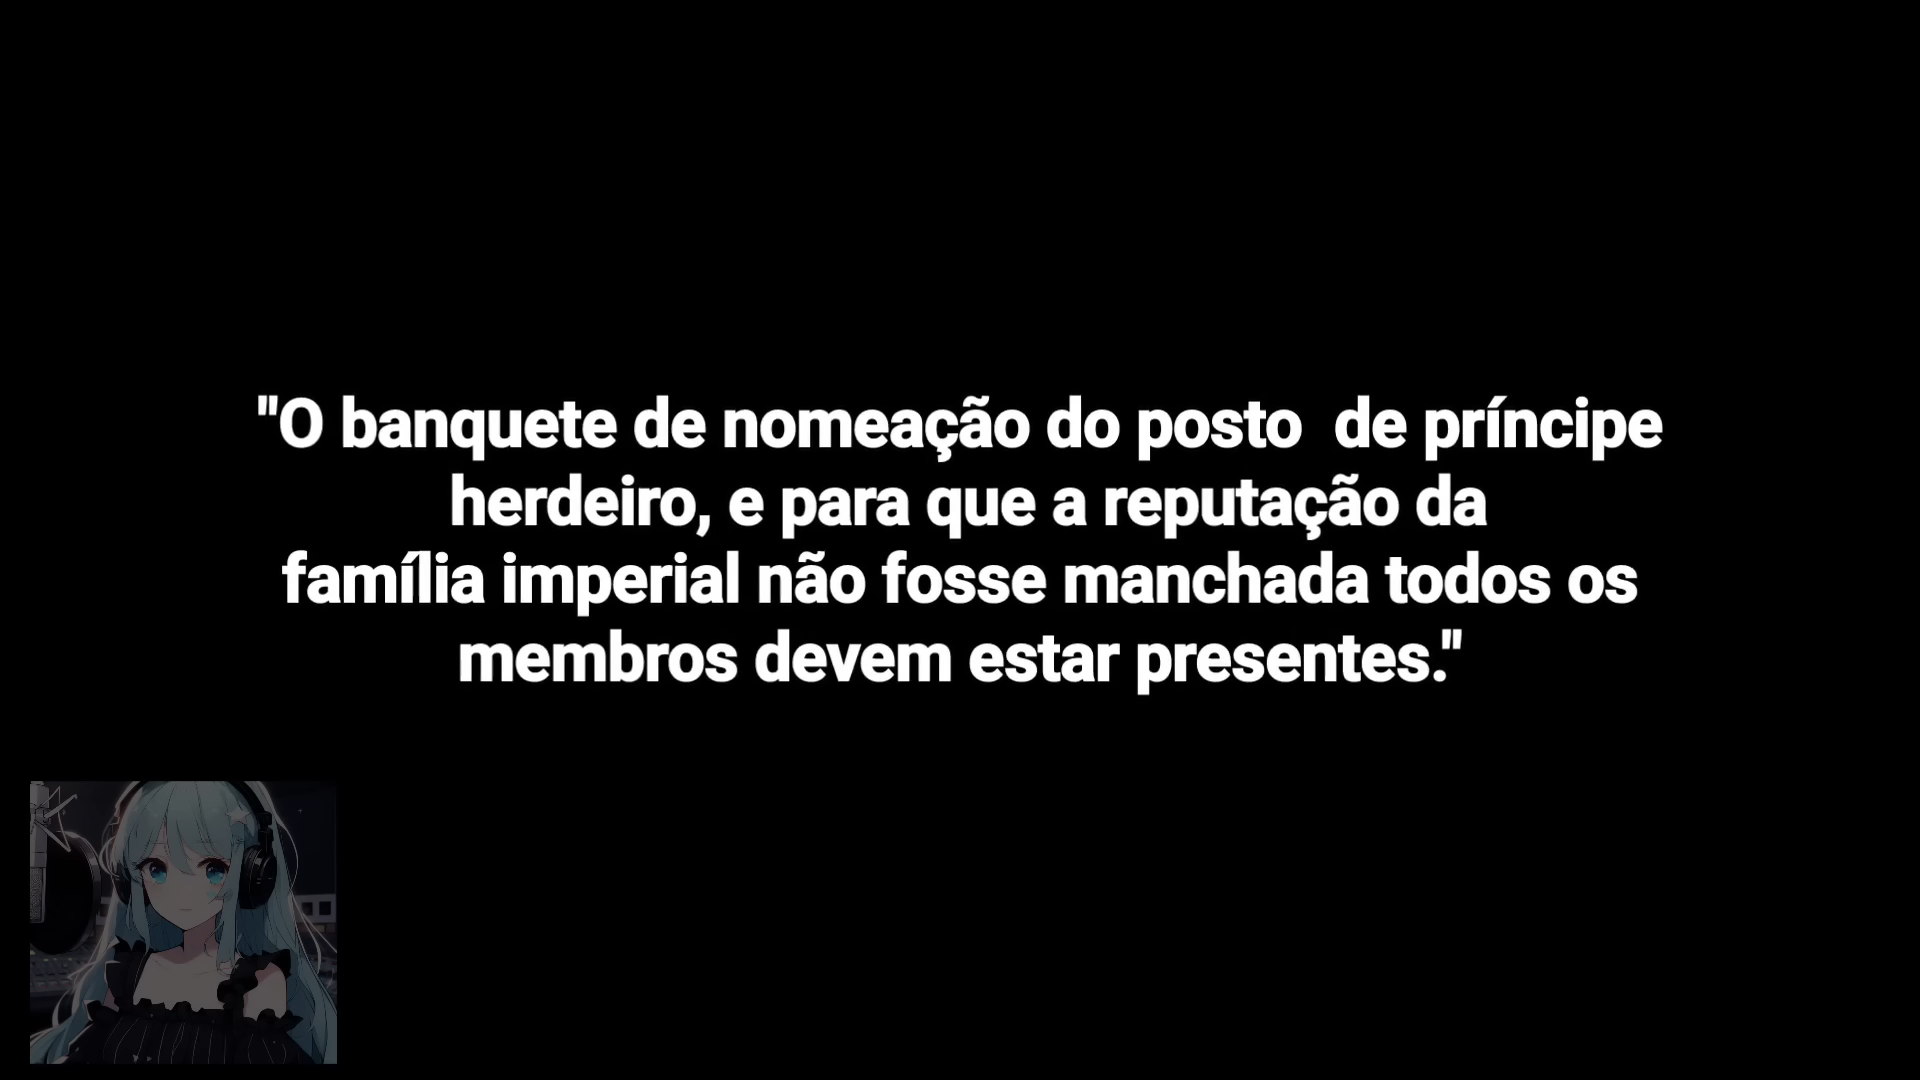 "O banquete de nomeação do posto  de príncipe
herdeiro, e para que a reputação da
família imperial não fosse manchada todos os
membros devem estar presentes."